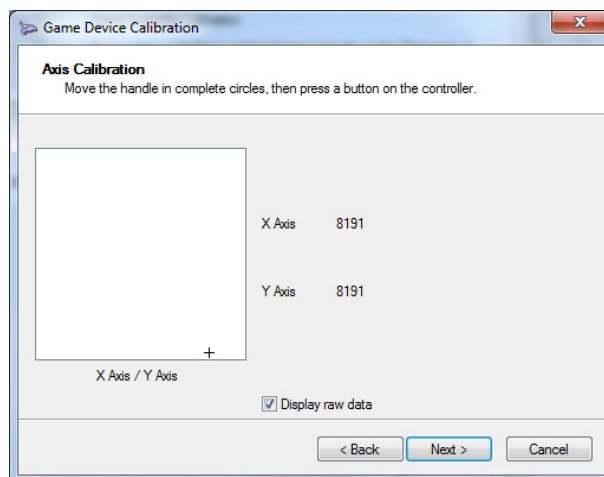 Game Device Calibration
Axis Calibration
Move the handle in complete circles, then press a button on the controller.
X Axis 8191
Y Axis 8191
X Axis / Y Axis
Display raw data
< Back Next > Cancel